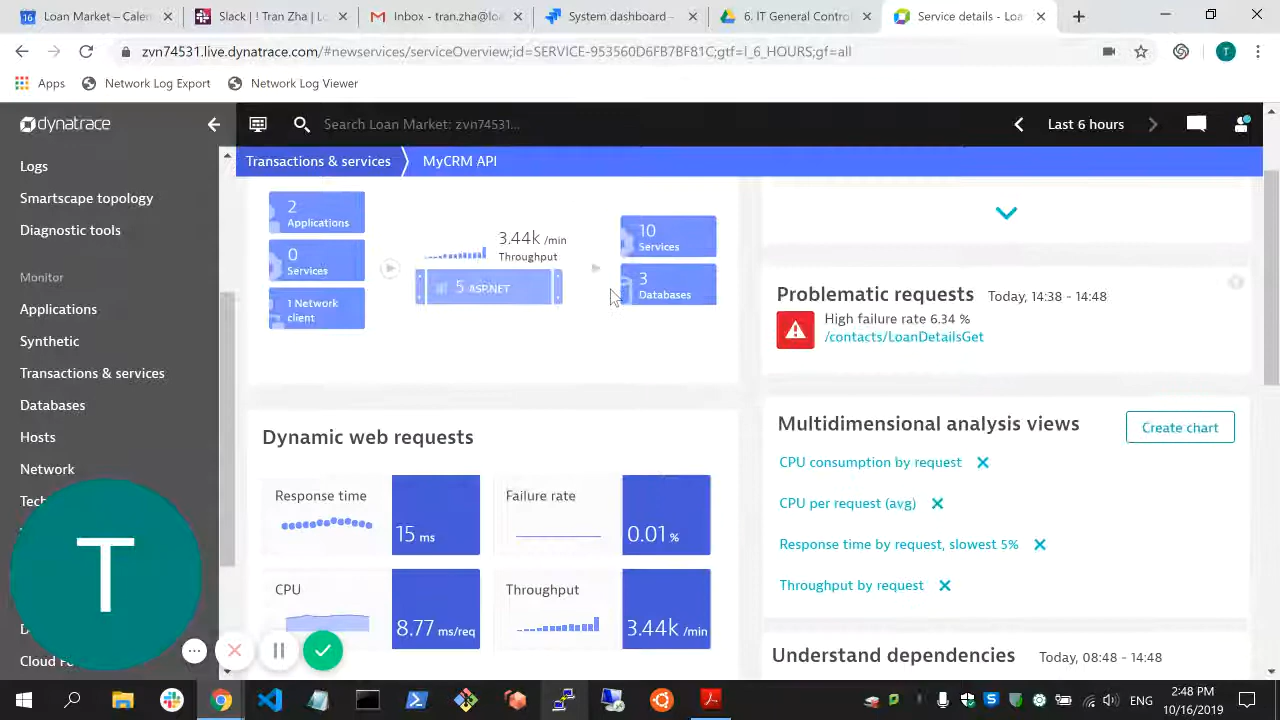 Loan Market - Calen
Slack | ! Tran Zha | Lo
Inbox - tran.zha@loa
System dashboard -
6. IT General Control
Service details - Loa
zvn74531.live.dynatrace.com/#newservices/serviceOverview;id=SERVICE-953560D6FB7BF81C;gtf=l_6_HOURS;gf=all
T
Apps
Network Log Export
Network Log Viewer
dynatrace
Search Loan Market: zvn74531...
Last 6 hours
Transactions & services
MyCRM API
Logs
Smartscape topology
Diagnostic tools
Monitor
Applications
Synthetic
Transactions & services
Databases
Hosts
Network
Tec
T
D
Cloud Fo
2
Applications
0
Services
1 Network
client
3.44k /min
Throughput
5 ASP.NET
10
Services
3
Databases
Problematic requests
Today, 14:38 - 14:48
High failure rate 6.34 %
/contacts/LoanDetailsGet
Dynamic web requests
Response time
15 ms
Failure rate
0.01 %
CPU
8.77 ms/req
Throughput
3.44k /min
Multidimensional analysis views
Create chart
CPU consumption by request
CPU per request (avg)
Response time by request, slowest 5%
Throughput by request
Understand dependencies
Today, 08:48 - 14:48
ENG
2:48 PM
10/16/2019